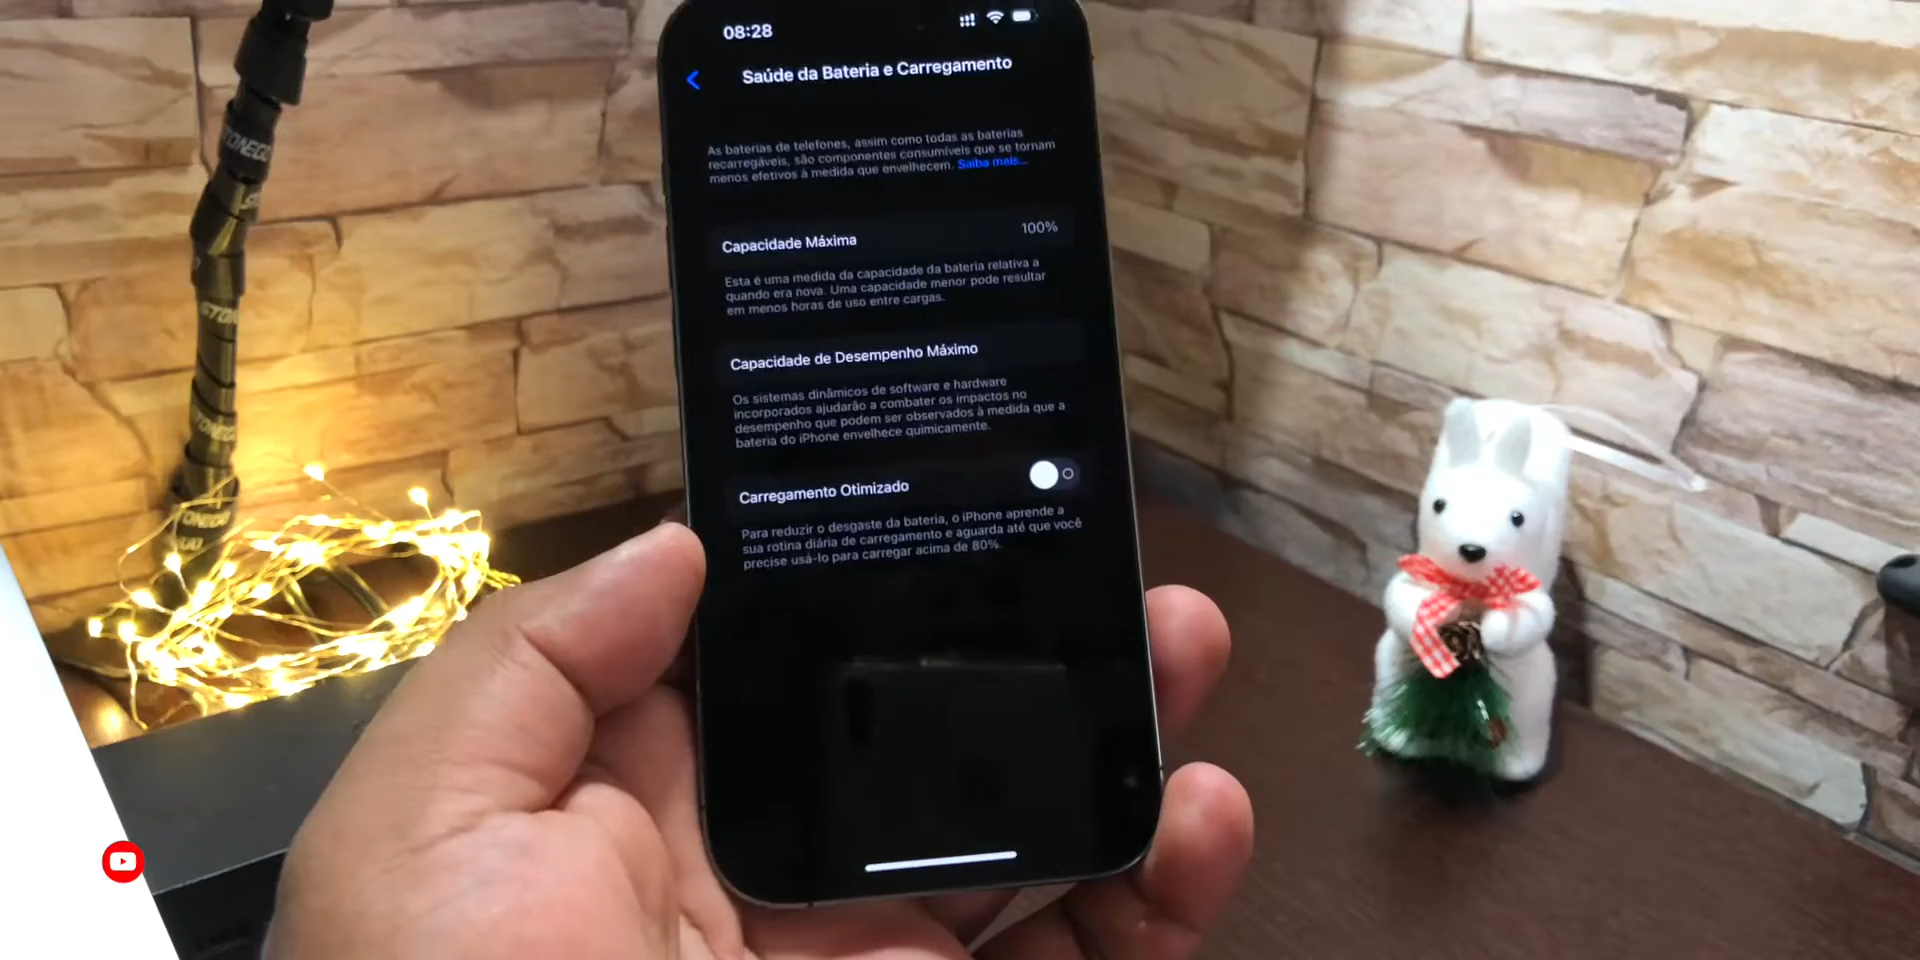 08:28
Saúde da Bateria e Carregamento
As baterias de telefones, assim como todas as baterias
recarregáveis, são componentes consumíveis que se tornam
menos efetivos à medida que envelhecem. Saiba mais...
Capacidade Máxima 100%
Esta é uma medida da capacidade da bateria relativa a
quando era nova. Uma capacidade menor pode resultar
em menos horas de uso entre cargas.
Capacidade de Desempenho Máximo
Os sistemas dinâmicos de software e hardware
incorporados ajudarão a combater os impactos no
desempenho que podem ser observados à medida que a
bateria do iPhone envelhece quimicamente.
Carregamento Otimizado
Para reduzir o desgaste da bateria, o iPhone aprende a
sua rotina diária de carregamento e aguarda até que você
precise usá-lo para carregar acima de 80%.